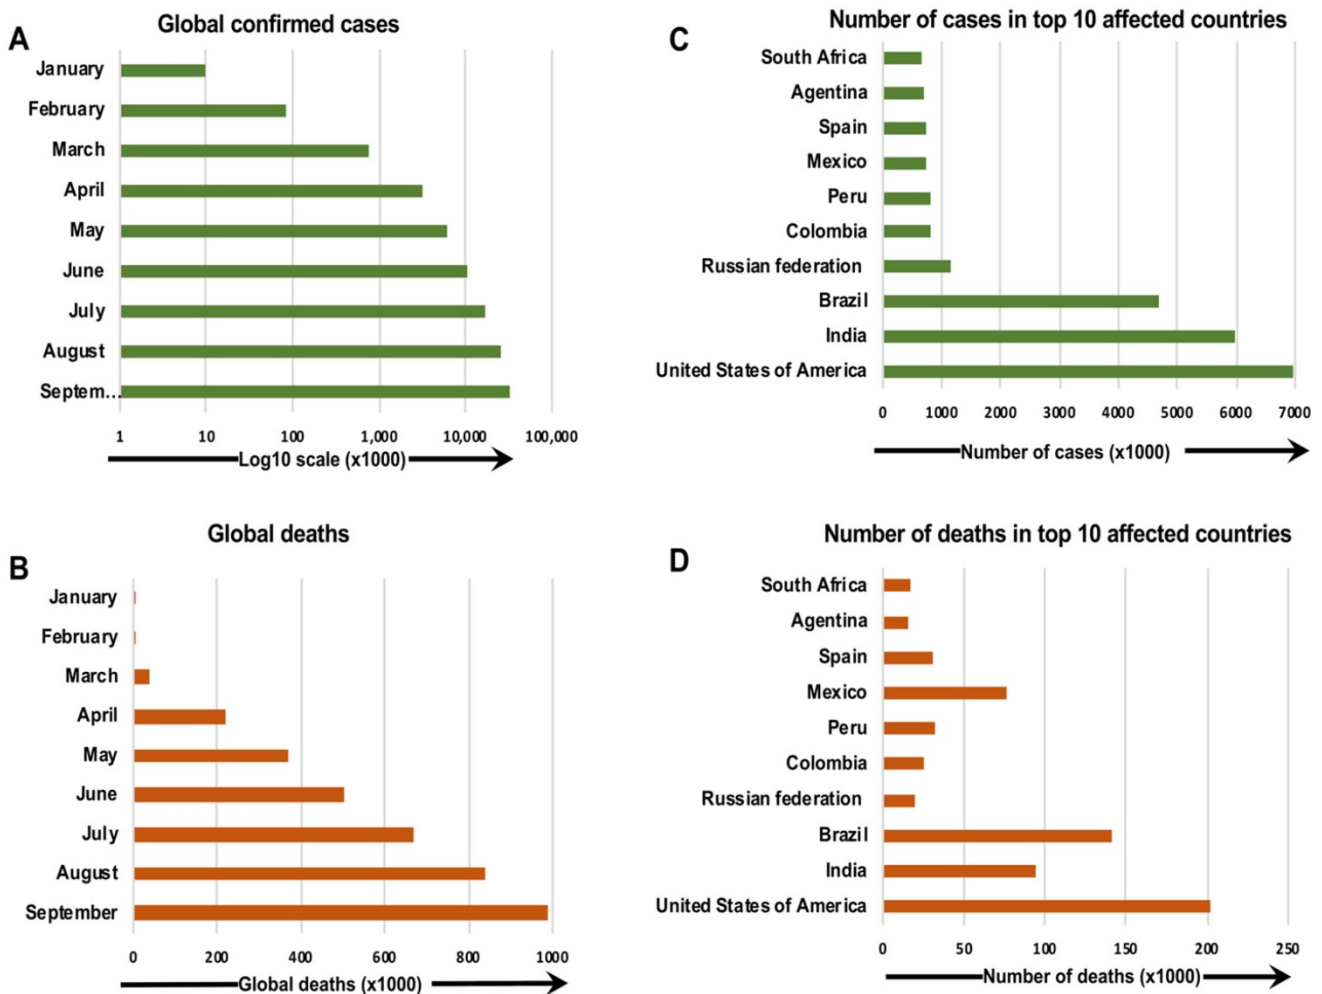 A
Global confirmed cases
January
February
March
April
May
June
July
August
Septem...
1 10 100 1,000 10,000 100,000
Log10 scale (x1000)
C
Number of cases in top 10 affected countries
South Africa
Agentina
Spain
Mexico
Peru
Colombia
Russian federation
Brazil
India
United States of America
0 1000 2000 3000 4000 5000 6000 7000
Number of cases (x1000)
B
Global deaths
January
February
March
April
May
June
July
August
September
0 200 400 600 800 1000
Global deaths (x1000)
D
Number of deaths in top 10 affected countries
South Africa
Agentina
Spain
Mexico
Peru
Colombia
Russian federation
Brazil
India
United States of America
0 50 100 150 200 250
Number of deaths (x1000)